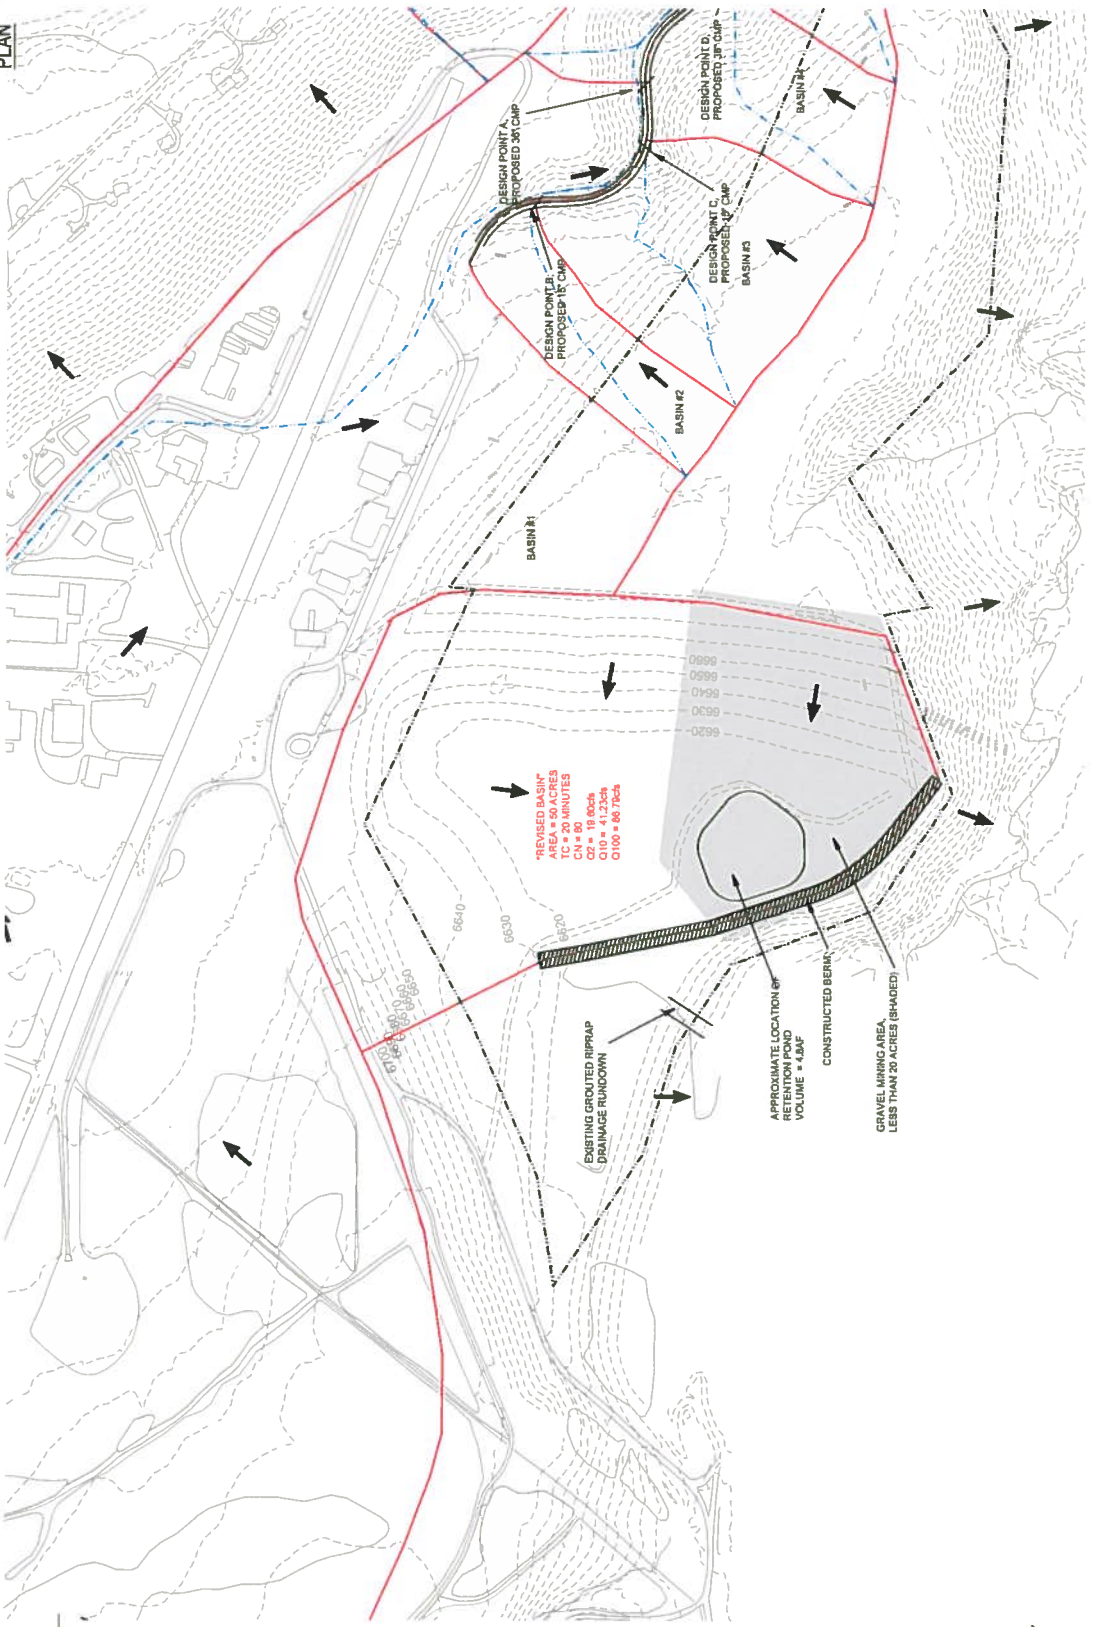 PLAN
DESIGN POINT A,
PROPOSED 36" CMP
DESIGN POINT D,
PROPOSED 36" CMP
BASIN #4
DESIGN POINT B,
PROPOSED 15" CMP
DESIGN POINT C,
PROPOSED 15" CMP
BASIN #3
BASIN #2
BASIN #1
6660
6650
6640
6630
6620
"REVISED BASIN"
AREA = 50 ACRES
TC = 20 MINUTES
CN = 80
Q2 = 19.60cfs
Q10 = 41.23cfs
Q100 = 86.79cfs
6640
6630
6620
EXISTING GROUTED RIPRAP
DRAINAGE RUNDOWN
APPROXIMATE LOCATION OF
RETENTION POND
VOLUME = 4.8AF
CONSTRUCTED BERM
GRAVEL MINING AREA,
LESS THAN 20 ACRES (SHADED)